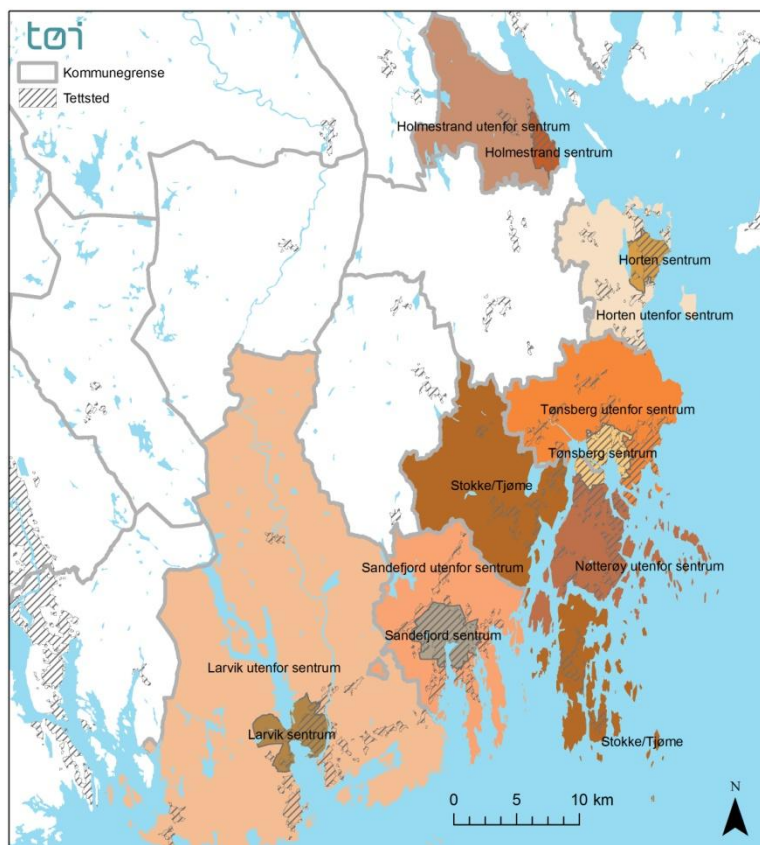 tøi
Kommunegrense
Tettsted
Holmestrand utenfor sentrum
Holmestrand sentrum
Horten sentrum
Horten utenfor sentrum
Tønsberg utenfor sentrum
Tønsberg sentrum
Stokke/Tjøme
Sandefjord utenfor sentrum
Nøtterøy utenfor sentrum
Sandefjord sentrum
Larvik utenfor sentrum
Larvik sentrum
Stokke/Tjøme
N
0 5 10 km